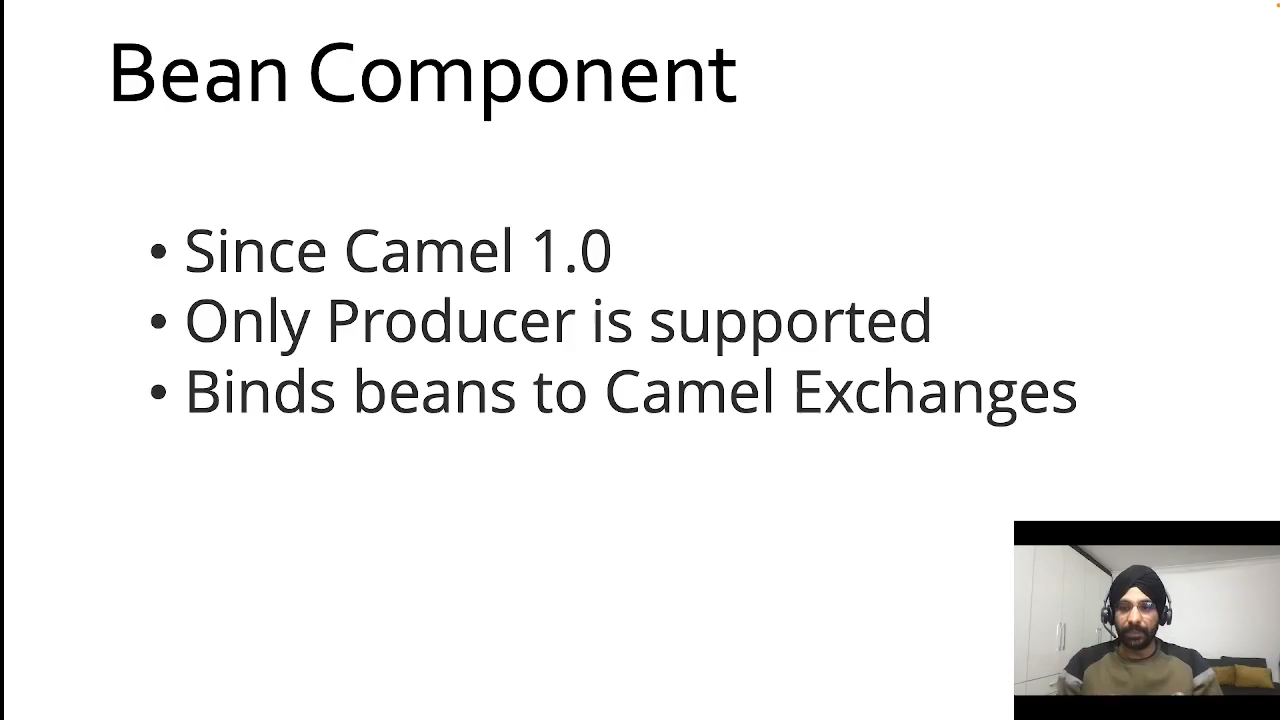 Bean Component
• Since Camel 1.0
• Only Producer is supported
• Binds beans to Camel Exchanges